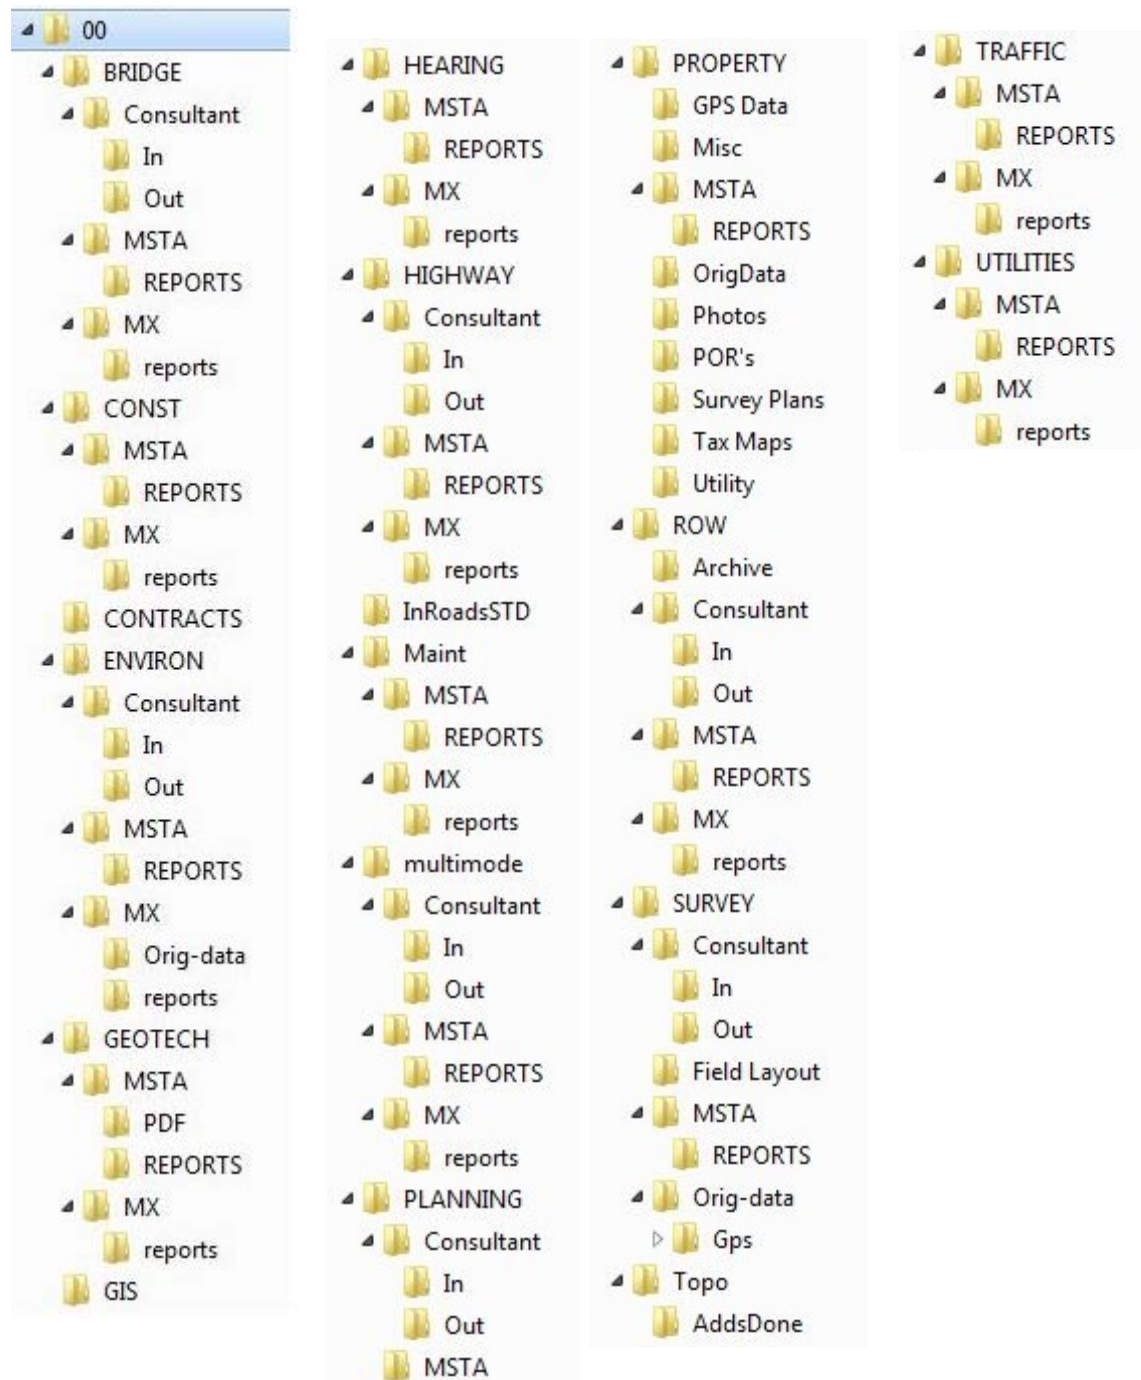 00
BRIDGE
Consultant
In
Out
MSTA
REPORTS
MX
reports
CONST
MSTA
REPORTS
MX
reports
CONTRACTS
ENVIRON
Consultant
In
Out
MSTA
REPORTS
MX
Orig-data
reports
GEOTECH
MSTA
PDF
REPORTS
MX
reports
GIS
HEARING
MSTA
REPORTS
MX
reports
HIGHWAY
Consultant
In
Out
MSTA
REPORTS
MX
reports
InRoadsSTD
Maint
MSTA
REPORTS
MX
reports
multimode
Consultant
In
Out
MSTA
REPORTS
MX
reports
PLANNING
Consultant
In
Out
MSTA
PROPERTY
GPS Data
Misc
MSTA
REPORTS
OrigData
Photos
POR's
Survey Plans
Tax Maps
Utility
ROW
Archive
Consultant
In
Out
MSTA
REPORTS
MX
reports
SURVEY
Consultant
In
Out
Field Layout
MSTA
REPORTS
Orig-data
Gps
Topo
AddsDone
TRAFFIC
MSTA
REPORTS
MX
reports
UTILITIES
MSTA
REPORTS
MX
reports